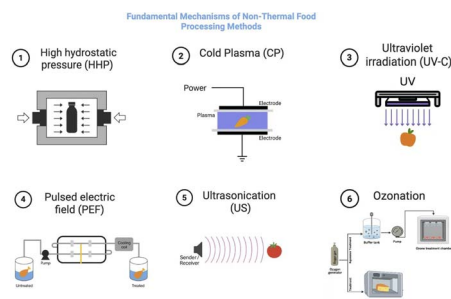 Fundamental Mechanisms of Non-Thermal Food
Processing Methods
1
High hydrostatic
pressure (HHP)
2
Cold Plasma (CP)
Power
Electrode
Plasma
Electrode
3
Ultraviolet
irradiation (UV-C)
UV
4
Pulsed electric
field (PEF)
Cooling
Pump
Untreated
Treated
5
Ultrasonication
(US)
Sender/
Receiver
6
Ozonation
Buffer tank
Pump
Ozone treatment chamber
Oxygen
generator